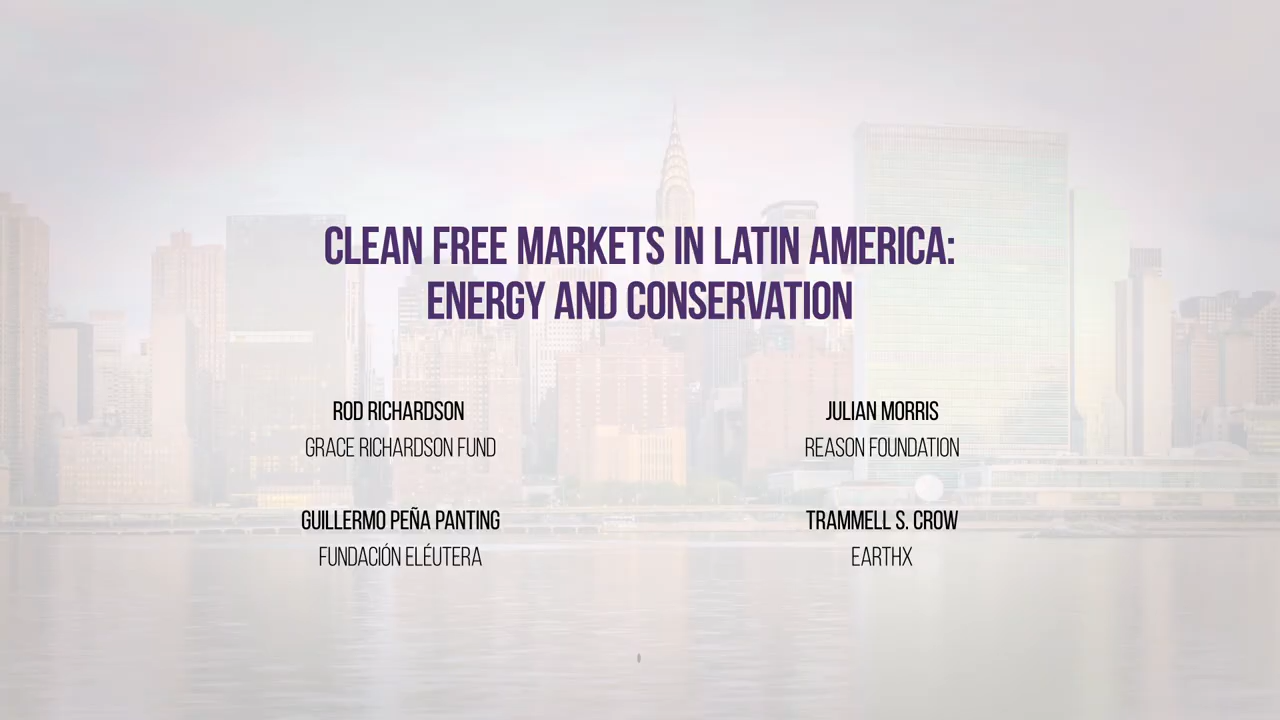 CLEAN FREE MARKETS IN LATIN AMERICA:
ENERGY AND CONSERVATION
ROD RICHARDSON
GRACE RICHARDSON FUND
JULIAN MORRIS
REASON FOUNDATION
GUILLERMO PEÑA PANTING
FUNDACIÓN ELÉUTERA
TRAMMELL S. CROW
EARTHX